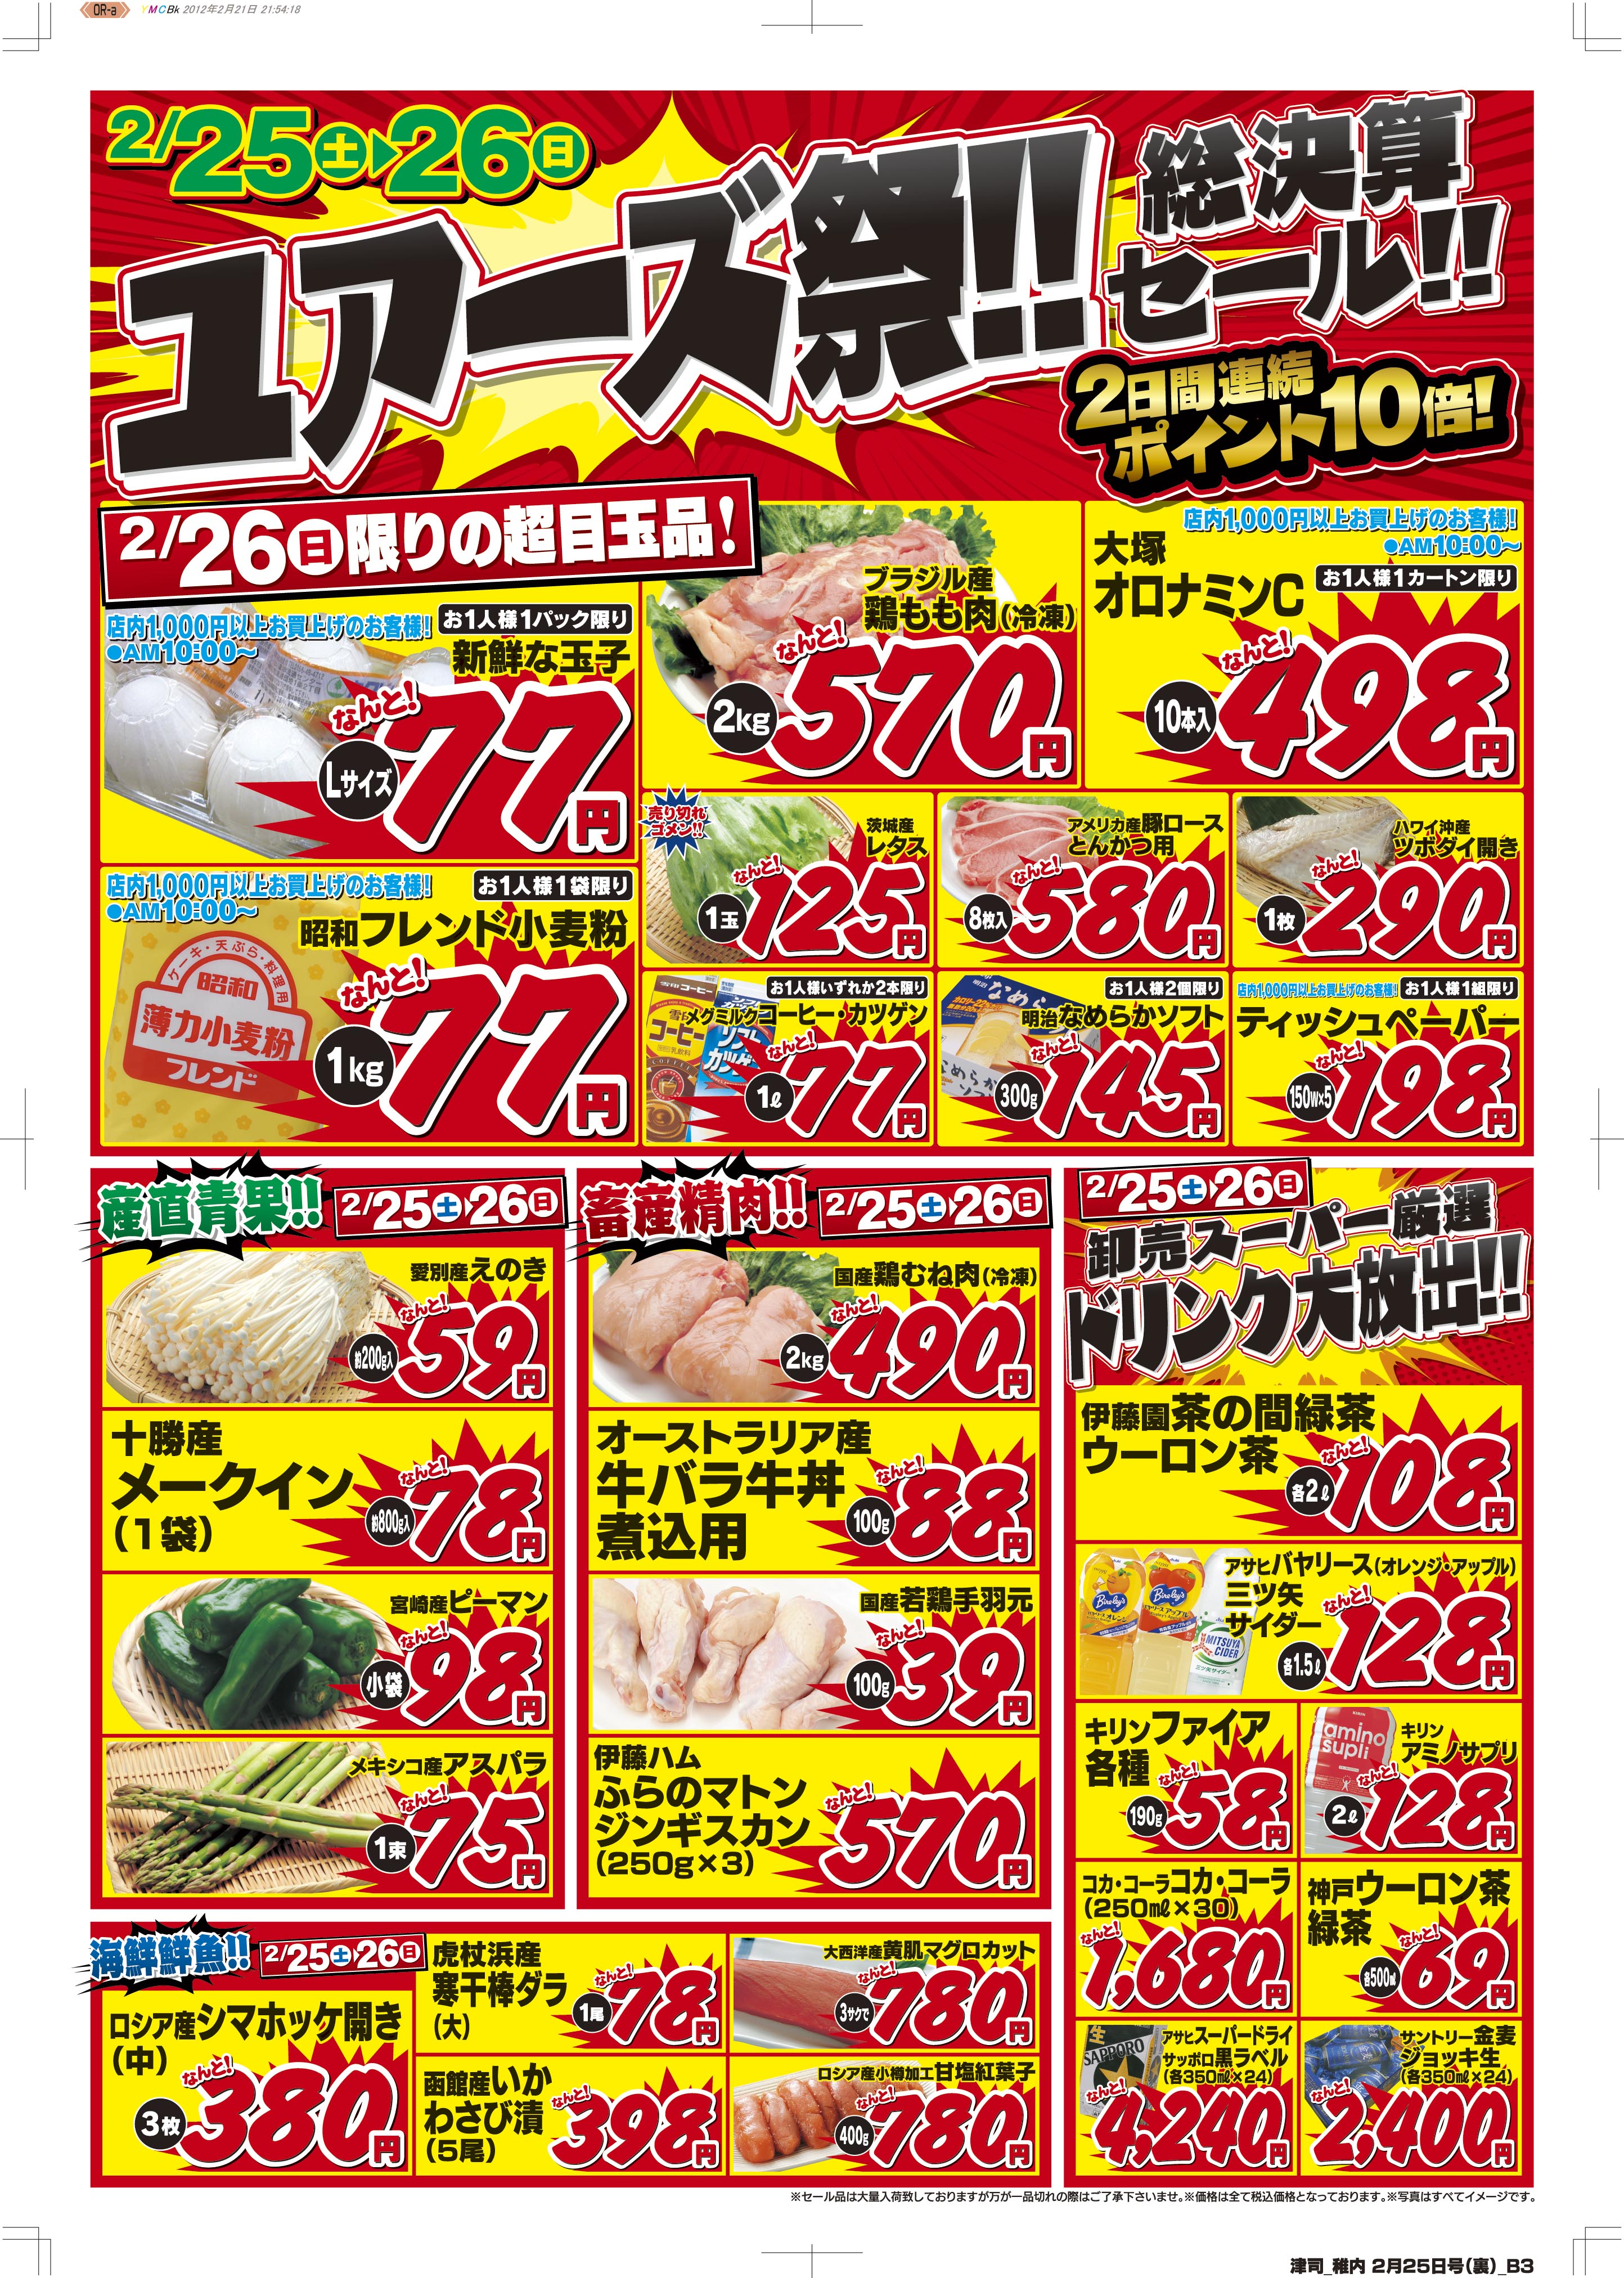 OR-a YMCBk 2012年2月21日 21:54:18
2/25土▶26日
ユアーズ祭!!
総決算
セール!!
2日間連続
ポイント10倍!
2/26日限りの超目玉品!
店内1,000円以上お買上げのお客様!
●AM10:00~
お1人様1パック限り
新鮮な玉子
なんと!
Lサイズ
77円
店内1,000円以上お買上げのお客様!
●AM10:00~
お1人様1袋限り
昭和フレンド小麦粉
ケーキ・天ぷら・料理用
昭和
薄力小麦粉
フレンド
なんと!
1kg
77円
ブラジル産
鶏もも肉(冷凍)
なんと!
2kg
570円
店内1,000円以上お買上げのお客様!
●AM10:00~
大塚
オロナミンC
お1人様1カートン限り
なんと!
10本入
498円
売り切れ
ゴメン!!
茨城産
レタス
なんと!
1玉
125円
アメリカ産豚ロース
とんかつ用
なんと!
8枚入
580円
ハワイ沖産
ツボダイ開き
なんと!
1枚
290円
お1人様いずれか2本限り
雪印メグミルクコーヒー・カツゲン
雪印コーヒー
コーヒー
ソフト
カツゲン
なんと!
1ℓ
77円
お1人様2個限り
明治なめらかソフト
なんと!
300g
145円
店内1,000円以上お買上げのお客様!
お1人様1組限り
ティッシュペーパー
なんと!
150w×5
198円
産直青果!!
2/25土▶26日
愛別産えのき
なんと!
約200g入
59円
十勝産
メークイン
(1袋)
なんと!
約800g入
78円
宮崎産ピーマン
なんと!
小袋
98円
メキシコ産アスパラ
なんと!
1束
75円
畜産精肉!!
2/25土▶26日
国産鶏むね肉(冷凍)
なんと!
2kg
490円
オーストラリア産
牛バラ牛丼
煮込用
なんと!
100g
88円
国産若鶏手羽元
なんと!
100g
39円
伊藤ハム
ふらのマトン
ジンギスカン
(250g×3)
なんと!
570円
2/25土▶26日
卸売スーパー厳選
ドリンク大放出!!
伊藤園茶の間緑茶
ウーロン茶
なんと!
各2ℓ
108円
アサヒバヤリース(オレンジ・アップル)
三ツ矢
サイダー
Bireley's
Bireley's
MITSUYA
CIDER
三ツ矢サイダー
なんと!
各1.5ℓ
128円
キリンファイア
各種
なんと!
190g
58円
キリン
アミノサプリ
amino
supli
なんと!
2ℓ
128円
コカ・コーラコカ・コーラ
(250㎖×30)
なんと!
1,680円
神戸ウーロン茶
緑茶
なんと!
各500㎖
69円
アサヒスーパードライ
サッポロ黒ラベル
(各350㎖×24)
生
SAPPORO
なんと!
4,240円
サントリー金麦
ジョッキ生
(各350㎖×24)
なんと!
2,400円
海鮮鮮魚!!
2/25土▶26日
ロシア産シマホッケ開き
(中)
なんと!
3枚
380円
虎杖浜産
寒干棒ダラ
(大)
なんと!
1尾
78円
函館産いか
わさび漬
(5尾)
なんと!
398円
大西洋産黄肌マグロカット
なんと!
3サクで
780円
ロシア産小樽加工甘塩紅葉子
なんと!
400g
780円
※セール品は大量入荷致しておりますが万が一品切れの際はご了承下さいませ。※価格は全て税込価格となっております。※写真はすべてイメージです。
津司_稚内 2月25日号(裏)_B3